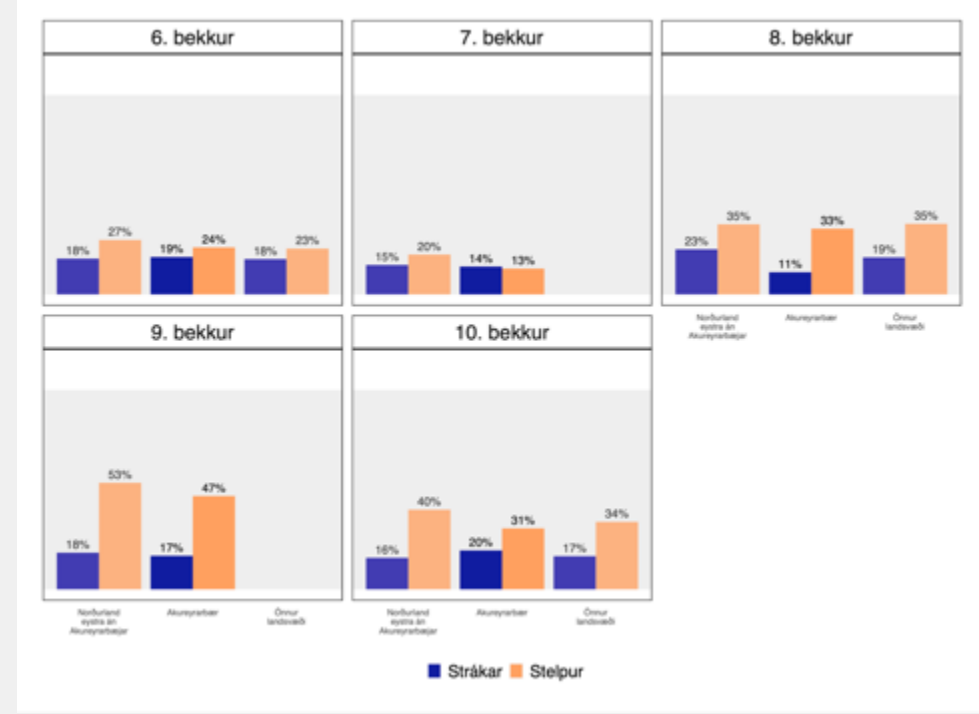 6. bekkur
7. bekkur
8. bekkur
18%
27%
19%
24%
18%
23%
15%
20%
14%
13%
23%
35%
11%
33%
19%
35%
Norðurland
eystra án
Akureyrarbæjar
Akureyrarbær
Önnur
landsvæði
9. bekkur
10. bekkur
18%
53%
17%
47%
16%
40%
20%
31%
17%
34%
Norðurland
eystra án
Akureyrarbæjar
Akureyrarbær
Önnur
landsvæði
Norðurland
eystra án
Akureyrarbæjar
Akureyrarbær
Önnur
landsvæði
Strákar
Stelpur